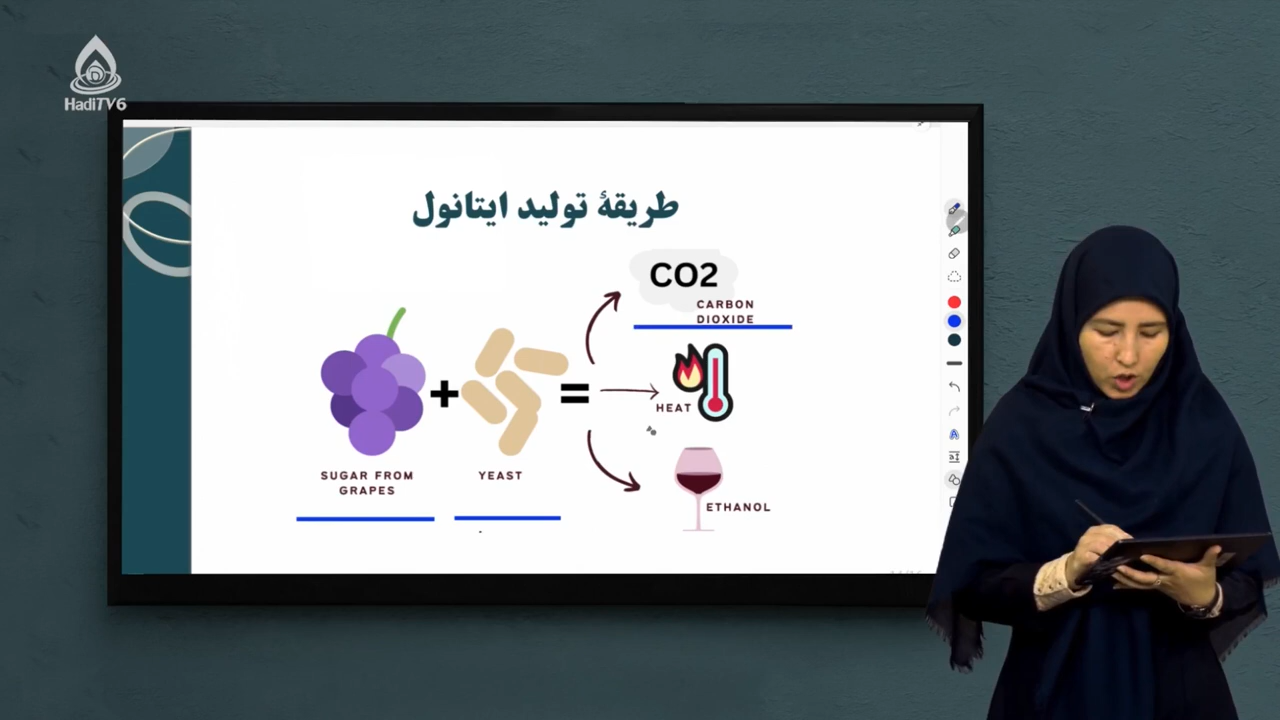 HadiTV6
طریقهٔ تولید ایتانول
CO2
CARBON
DIOXIDE
HEAT
SUGAR FROM
GRAPES
YEAST
ETHANOL